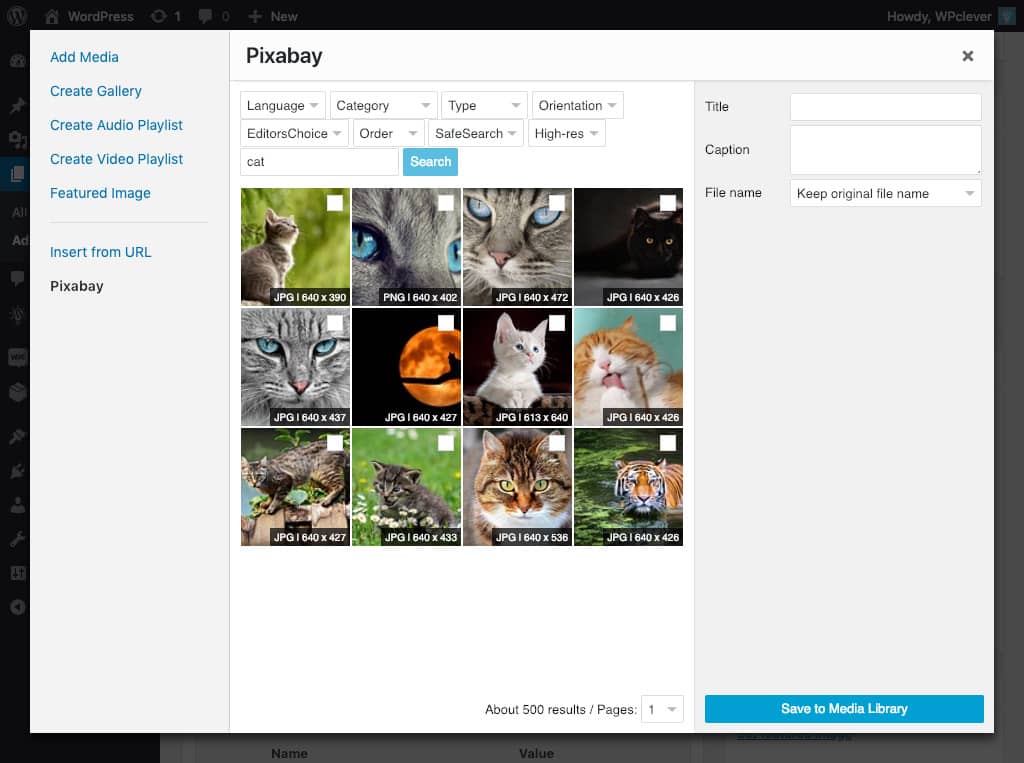 WordPress 1 0 + New Howdy, WPclever
Add Media
Create Gallery
Create Audio Playlist
Create Video Playlist
Featured Image
Insert from URL
Pixabay
Pixabay
Language Category Type Orientation
EditorsChoice Order SafeSearch High-res
cat Search
JPG | 640 x 390 PNG | 640 x 402 JPG | 640 x 472 JPG | 640 x 426
JPG | 640 x 437 JPG | 640 x 427 JPG | 613 x 640 JPG | 640 x 426
JPG | 640 x 427 JPG | 640 x 433 JPG | 640 x 536 JPG | 640 x 426
About 500 results / Pages: 1
Title
Caption
File name Keep original file name
Save to Media Library
All
Ad
Name Value